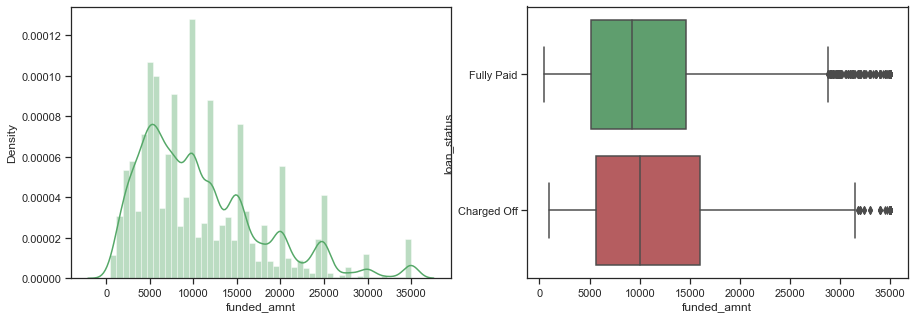 0.00012
0.00010
0.00008
0.00006
0.00004
0.00002
0.00000
Density
0 5000 10000 15000 20000 25000 30000 35000
funded_amnt
Fully Paid
Charged Off
loan_status
0 5000 10000 15000 20000 25000 30000 35000
funded_amnt